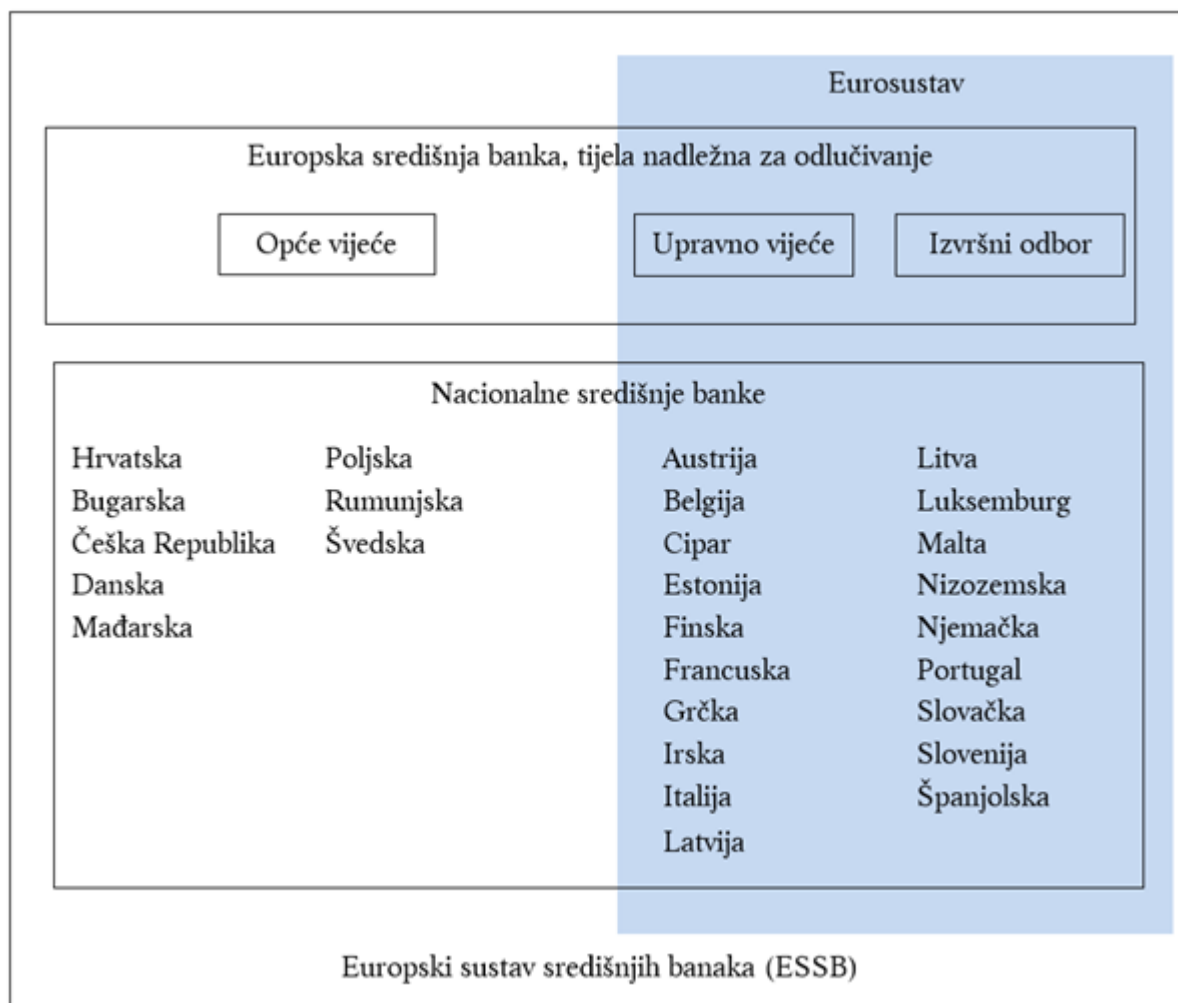 Eurosustav
Europska središnja banka, tijela nadležna za odlučivanje
Opće vijeće
Upravno vijeće
Izvršni odbor
Nacionalne središnje banke
Hrvatska
Bugarska
Češka Republika
Danska
Mađarska
Poljska
Rumunjska
Švedska
Austrija
Belgija
Cipar
Estonija
Finska
Francuska
Grčka
Irska
Italija
Latvija
Litva
Luksemburg
Malta
Nizozemska
Njemačka
Portugal
Slovačka
Slovenija
Španjolska
Europski sustav središnjih banaka (ESSB)